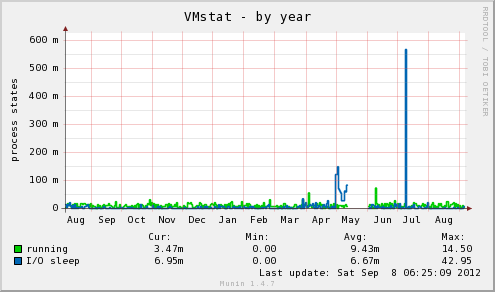 VMstat - by year
RRDTOOL / TOBI OETIKER
process states
600 m
500 m
400 m
300 m
200 m
100 m
0
Aug Sep Oct Nov Dec Jan Feb Mar Apr May Jun Jul Aug
Cur: Min: Avg: Max:
running 3.47m 0.00 9.43m 14.50
I/O sleep 6.95m 0.00 6.67m 42.95
Last update: Sat Sep 8 06:25:09 2012
Munin 1.4.7